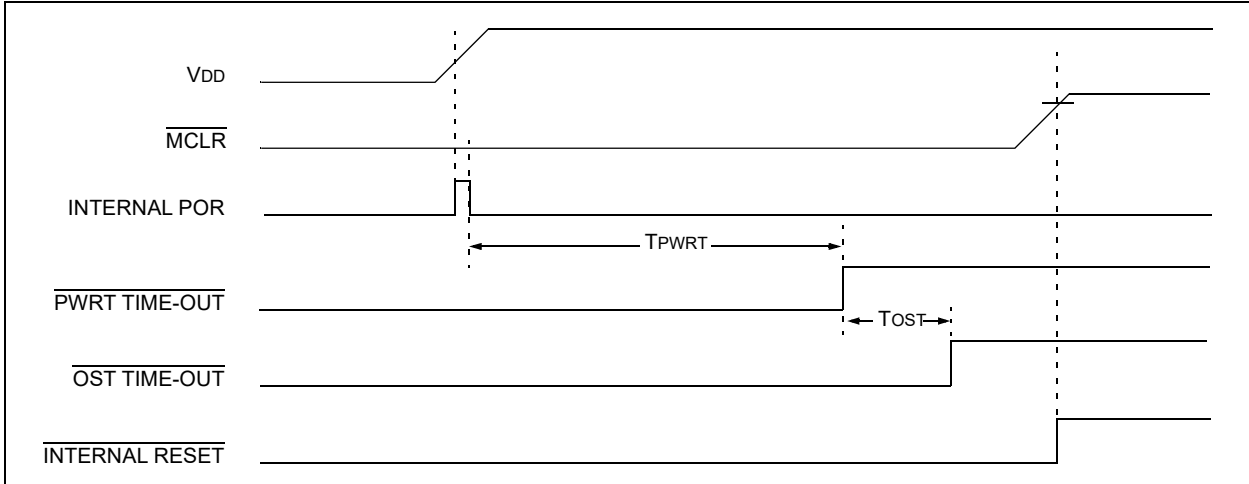 VDD
MCLR
INTERNAL POR
TPWRT
PWRT TIME-OUT
TOST
OST TIME-OUT
INTERNAL RESET